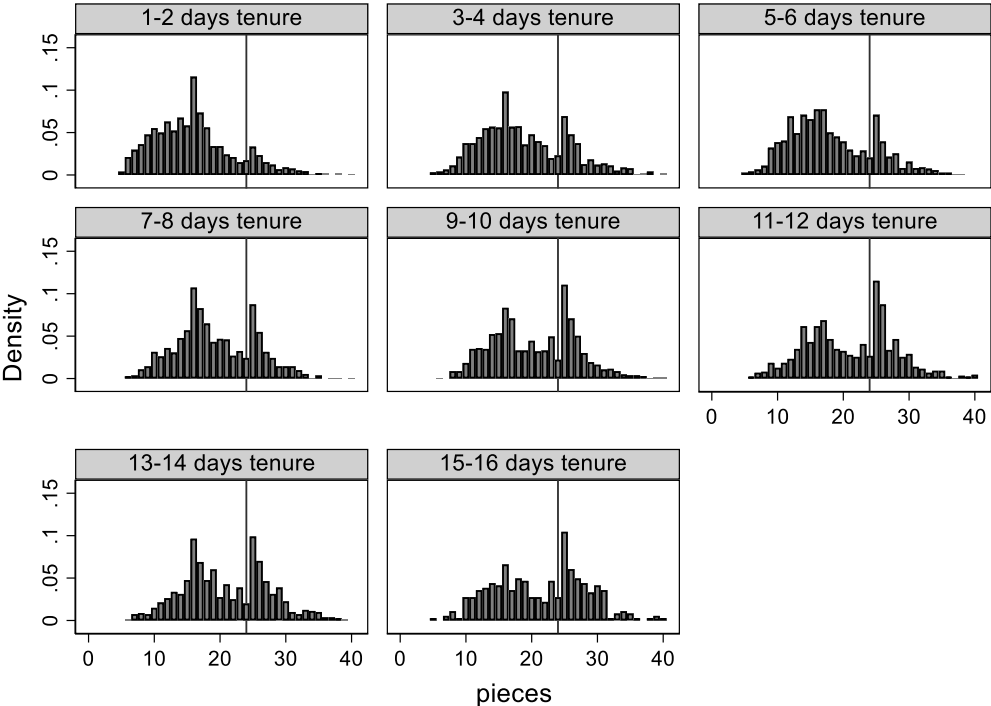 1-2 days tenure
3-4 days tenure
5-6 days tenure
0 .05 .1 .15
7-8 days tenure
9-10 days tenure
11-12 days tenure
0 .05 .1 .15
0 10 20 30 40
13-14 days tenure
15-16 days tenure
0 .05 .1 .15
0 10 20 30 40
0 10 20 30 40
Density
pieces